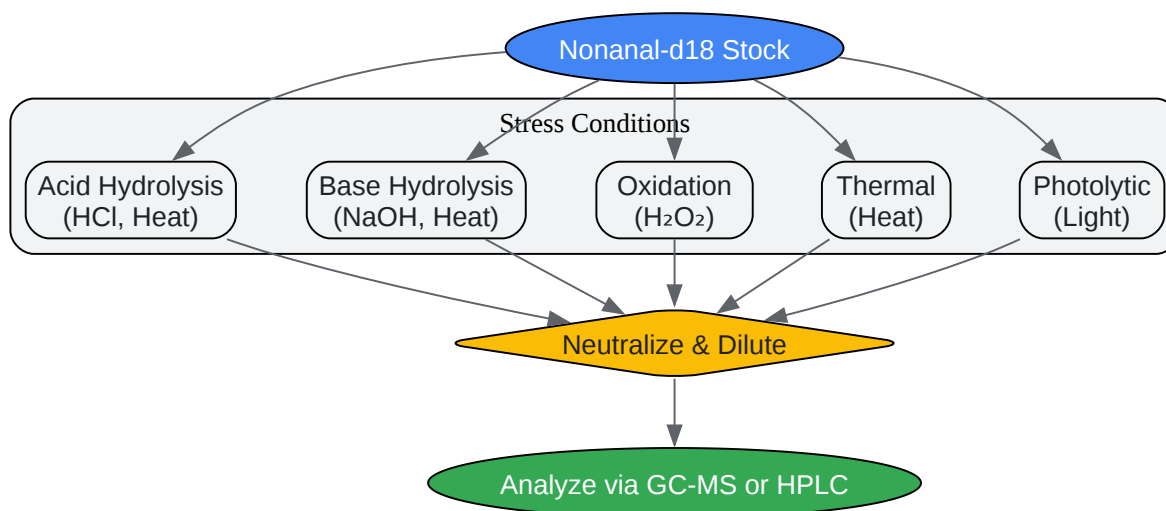 Nonanal-d18 Stock
Stress Conditions
Acid Hydrolysis
(HCl, Heat)
Base Hydrolysis
(NaOH, Heat)
Oxidation
(H₂O₂)
Thermal
(Heat)
Photolytic
(Light)
Neutralize & Dilute
Analyze via GC-MS or HPLC